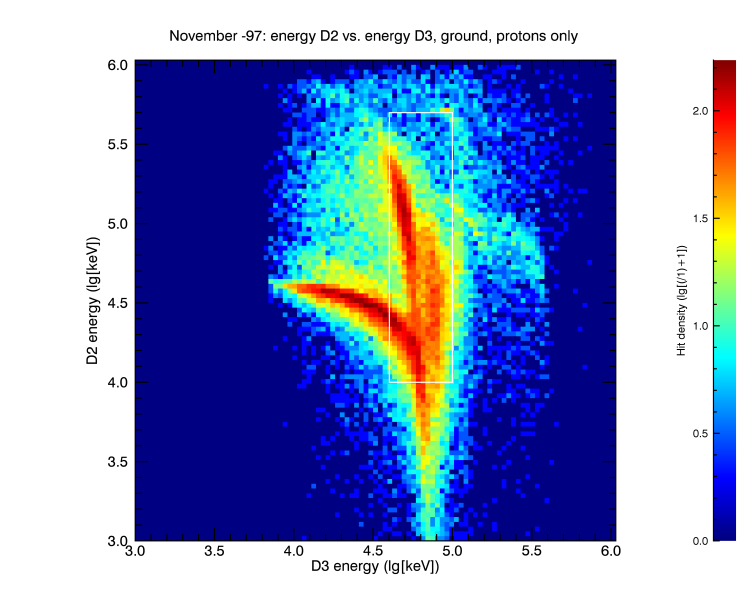 November -97: energy D2 vs. energy D3, ground, protons only
6.0
5.5
5.0
4.5
4.0
3.5
3.0
D2 energy (lg[keV])
3.0 3.5 4.0 4.5 5.0 5.5 6.0
D3 energy (lg[keV])
2.0
1.5
1.0
0.5
0.0
Hit density (lg[(/1)+1])